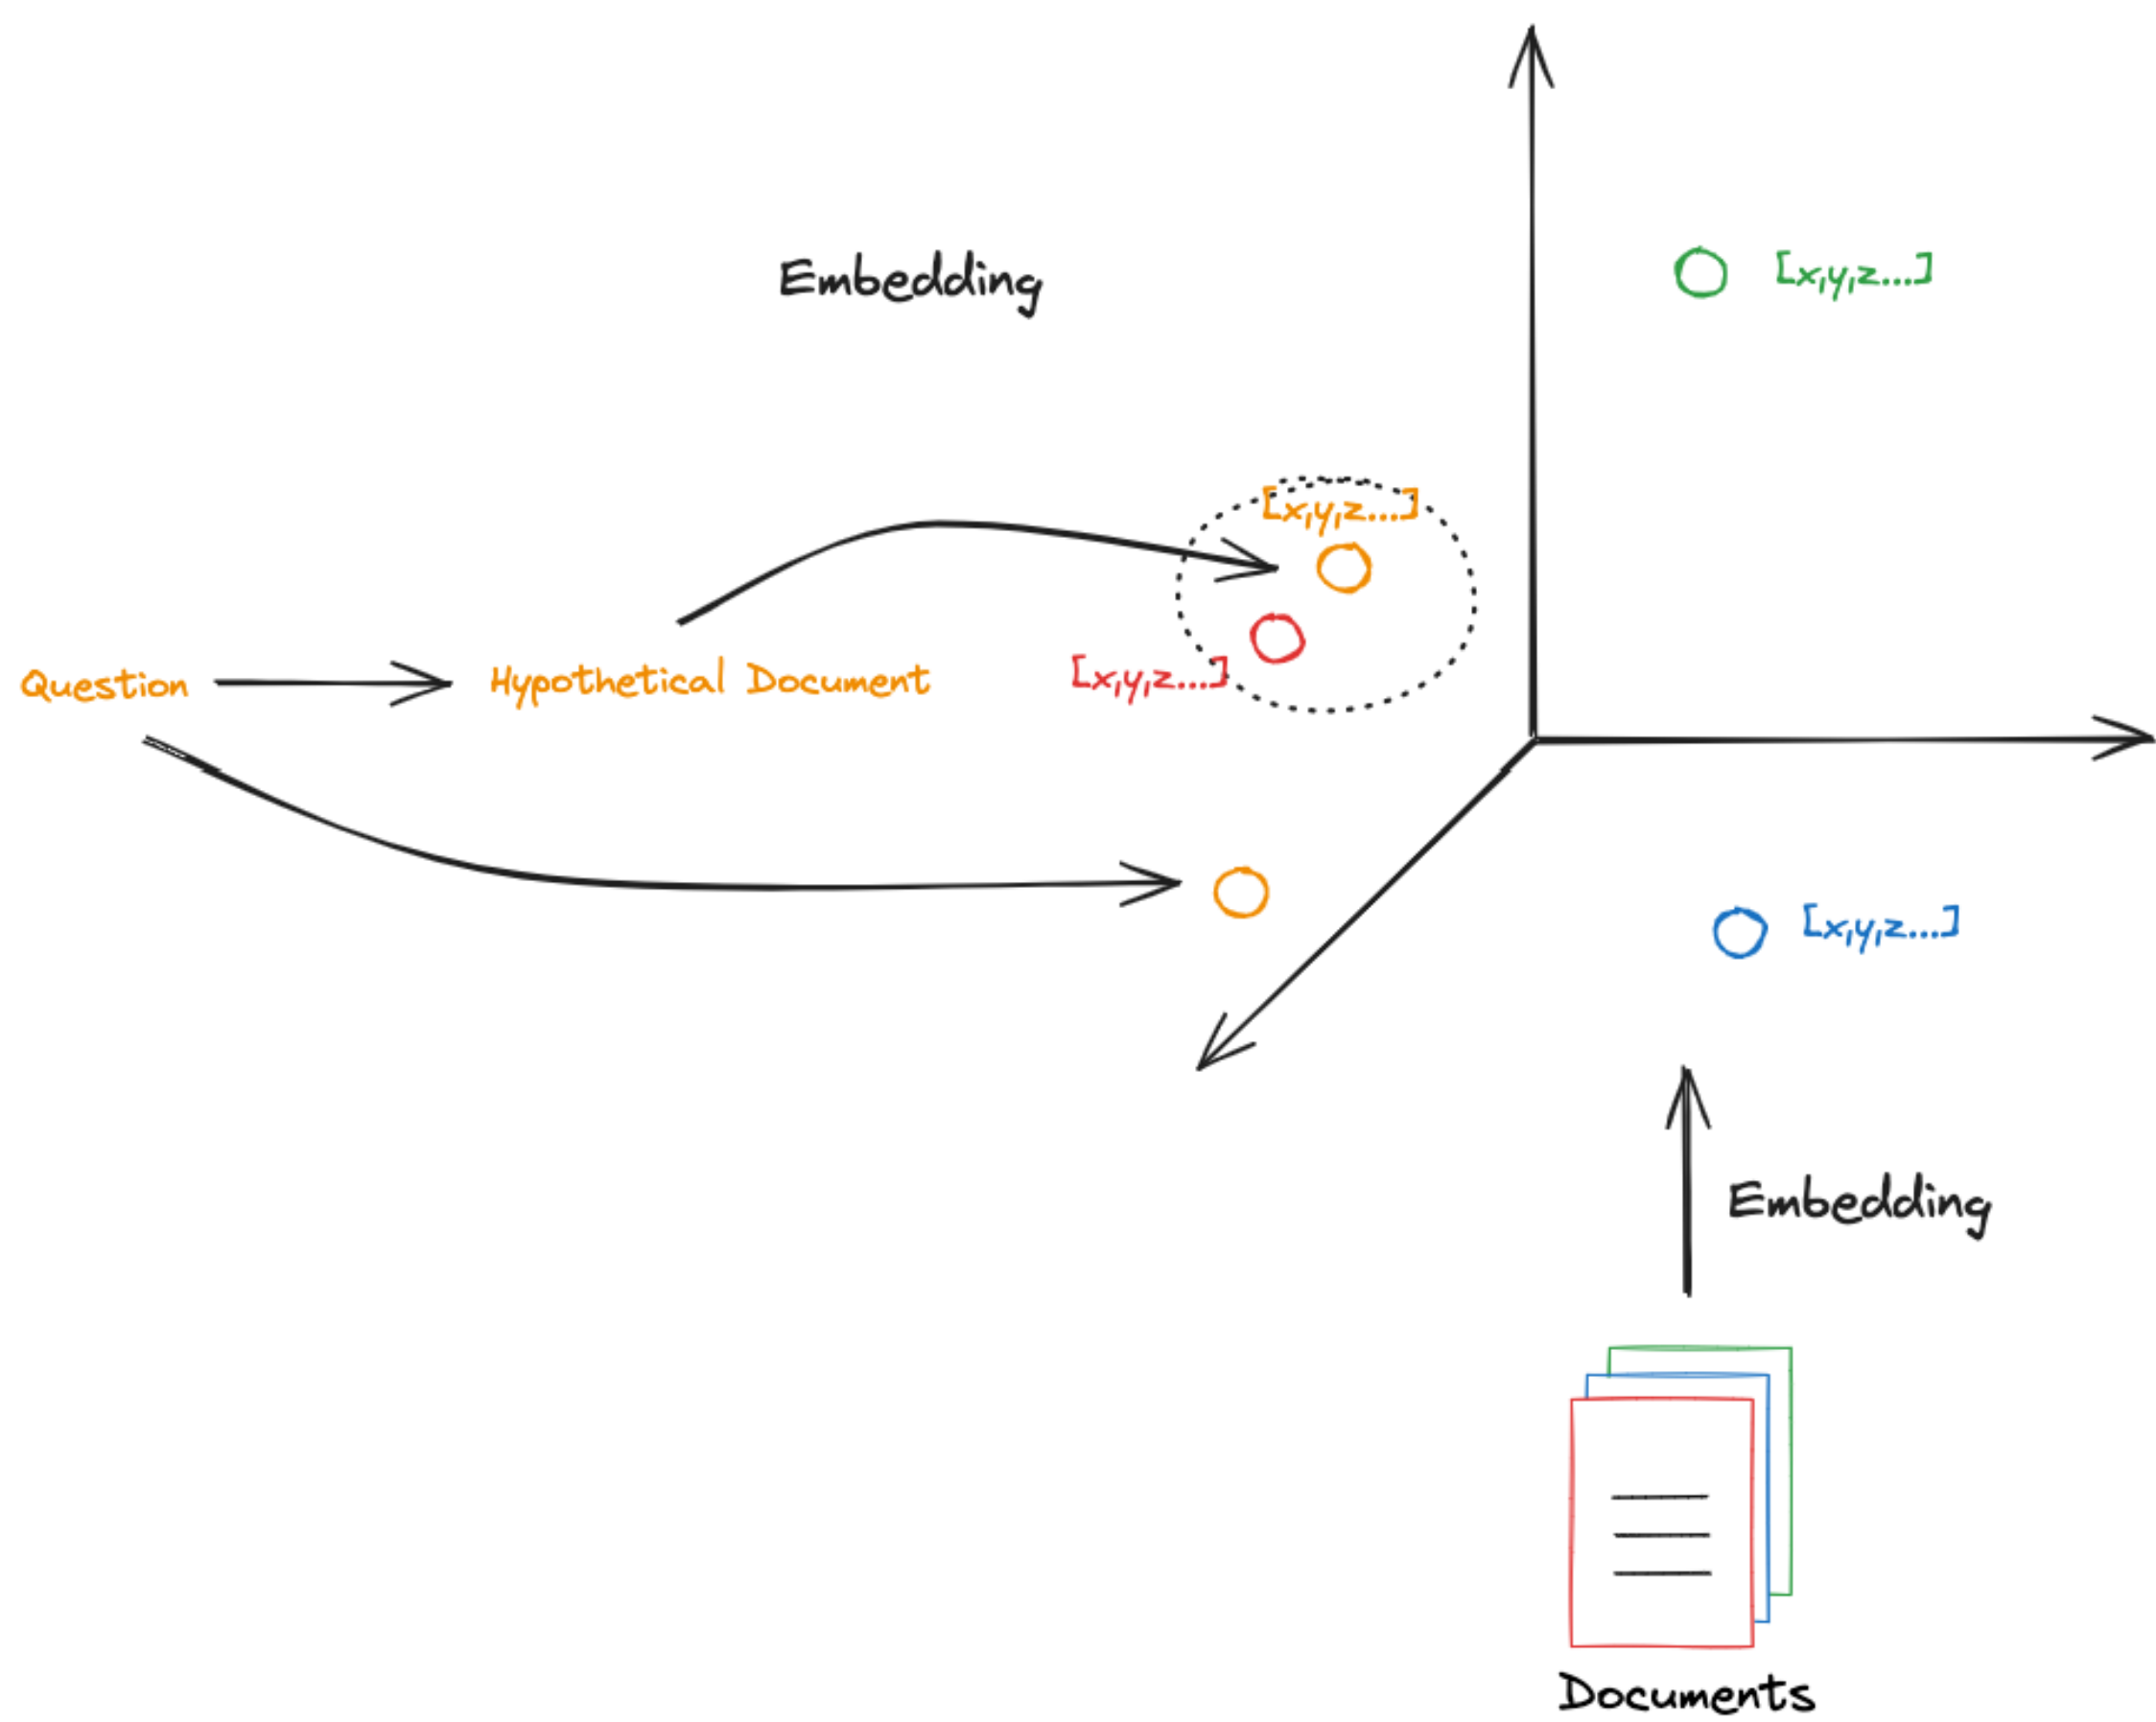 Embedding
[x,y,z...]
[x,y,z...]
Question
Hypothetical Document
[x,y,z...]
[x,y,z...]
Embedding
Documents